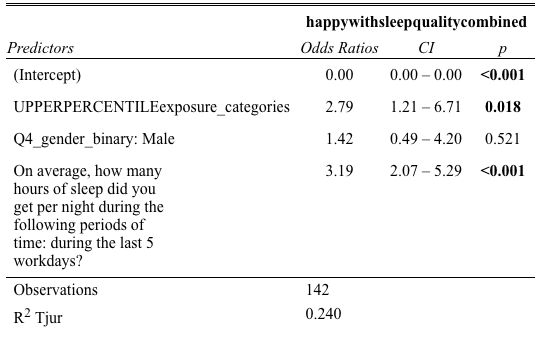 happywithsleepqualitycombined
Predictors Odds Ratios CI p
(Intercept) 0.00 0.00 – 0.00 <0.001
UPPERPERCENTILEexposure_categories 2.79 1.21 – 6.71 0.018
Q4_gender_binary: Male 1.42 0.49 – 4.20 0.521
On average, how many 3.19 2.07 – 5.29 <0.001
hours of sleep did you
get per night during the
following periods of
time: during the last 5
workdays?
Observations 142
R2 Tjur 0.240